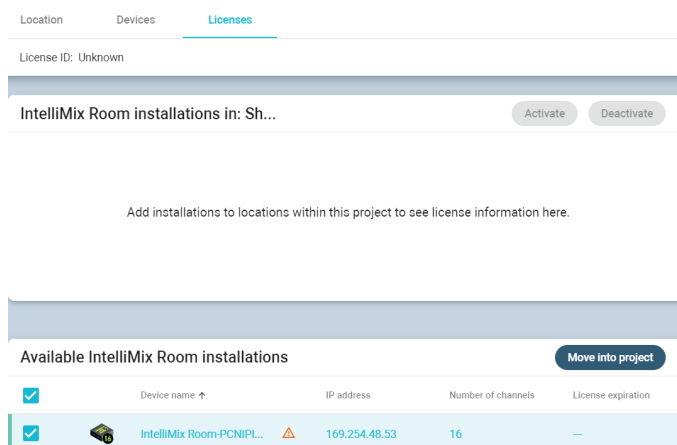 Location Devices Licenses
License ID: Unknown
IntelliMix Room installations in: Sh... Activate Deactivate
Add installations to locations within this project to see license information here.
Available IntelliMix Room installations Move into project
Device name ↑ IP address Number of channels License expiration
16 IntelliMix Room-PCNIPI... 169.254.48.53 16 —